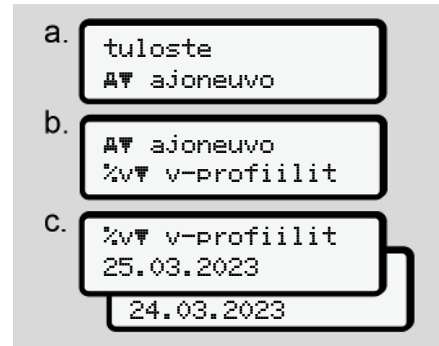 a.
tuloste
ajoneuvo
b.
ajoneuvo
%v▼ v-profiilit
c.
%v▼ v-profiilit
25.03.2023
24.03.2023